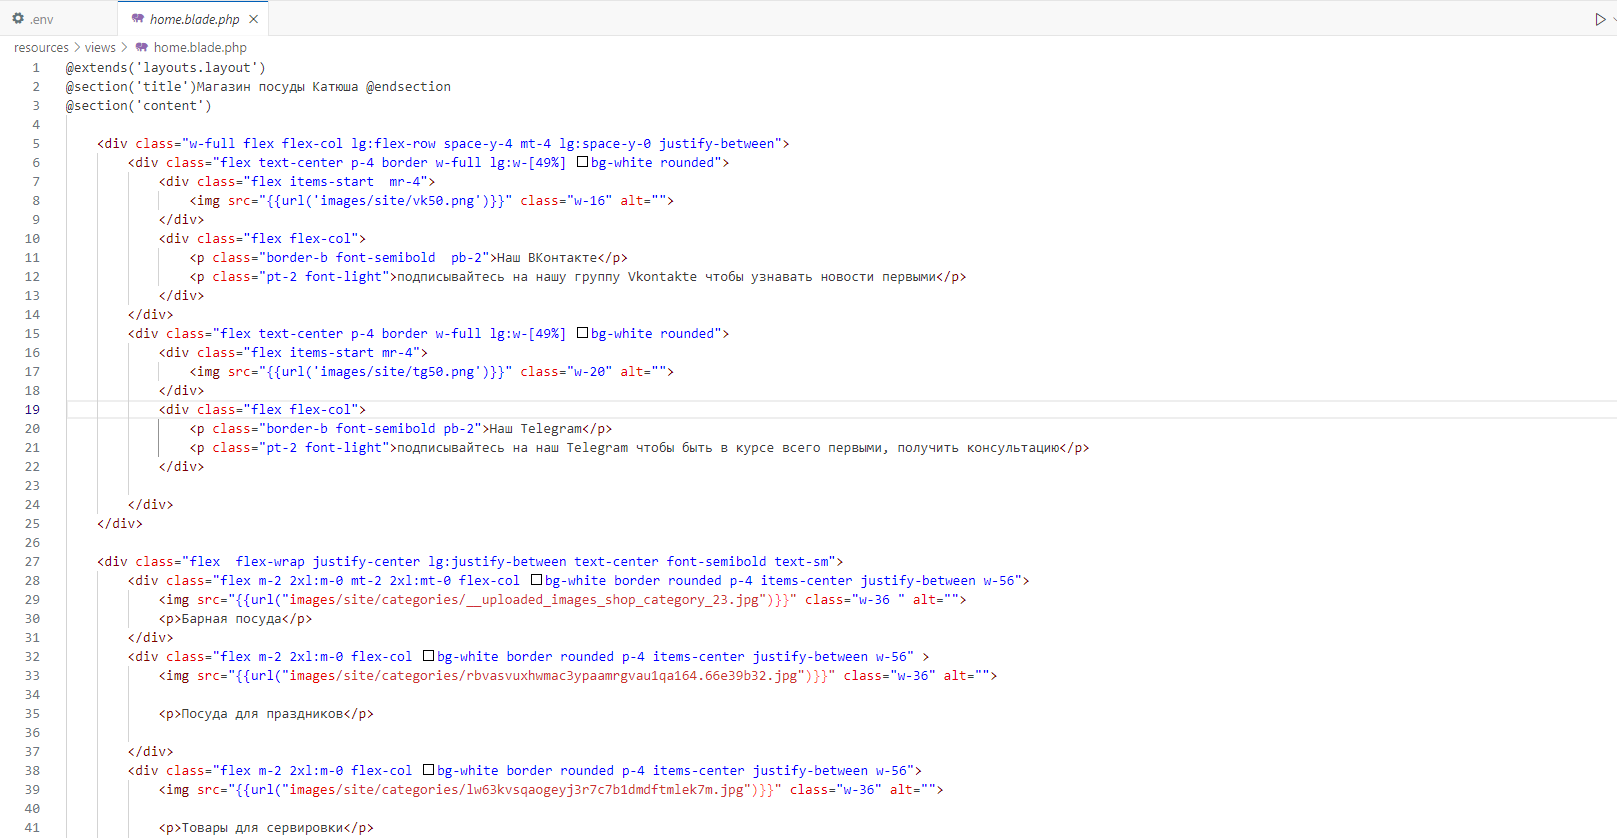 .env
home.blade.php
resources > views > home.blade.php
1 @extends('layouts.layout')
2 @section('title')Магазин посуды Катюша @endsection
3 @section('content')
4
5 <div class="w-full flex flex-col lg:flex-row space-y-4 mt-4 lg:space-y-0 justify-between">
6 <div class="flex text-center p-4 border w-full lg:w-[49%] bg-white rounded">
7 <div class="flex items-start  mr-4">
8 <img src="{{url('images/site/vk50.png')}}" class="w-16" alt="">
9 </div>
10 <div class="flex flex-col">
11 <p class="border-b font-semibold  pb-2">Наш ВКонтакте</p>
12 <p class="pt-2 font-light">подписывайтесь на нашу группу Vkontakte чтобы узнавать новости первыми</p>
13 </div>
14 </div>
15 <div class="flex text-center p-4 border w-full lg:w-[49%] bg-white rounded">
16 <div class="flex items-start mr-4">
17 <img src="{{url('images/site/tg50.png')}}" class="w-20" alt="">
18 </div>
19 <div class="flex flex-col">
20 <p class="border-b font-semibold pb-2">Наш Telegram</p>
21 <p class="pt-2 font-light">подписывайтесь на наш Telegram чтобы быть в курсе всего первыми, получить консультацию</p>
22 </div>
23
24 </div>
25 </div>
26
27 <div class="flex  flex-wrap justify-center lg:justify-between text-center font-semibold text-sm">
28 <div class="flex m-2 2xl:m-0 mt-2 2xl:mt-0 flex-col bg-white border rounded p-4 items-center justify-between w-56">
29 <img src="{{url("images/site/categories/__uploaded_images_shop_category_23.jpg")}}" class="w-36 " alt="">
30 <p>Барная посуда</p>
31 </div>
32 <div class="flex m-2 2xl:m-0 flex-col bg-white border rounded p-4 items-center justify-between w-56" >
33 <img src="{{url("images/site/categories/rbvasvuxhwmac3ypaamrgvau1qa164.66e39b32.jpg")}}" class="w-36" alt="">
34
35 <p>Посуда для праздников</p>
36
37 </div>
38 <div class="flex m-2 2xl:m-0 flex-col bg-white border rounded p-4 items-center justify-between w-56">
39 <img src="{{url("images/site/categories/lw63kvsqaogeyj3r7c7b1dmdftmlek7m.jpg")}}" class="w-36" alt="">
40
41 <p>Товары для сервировки</p>